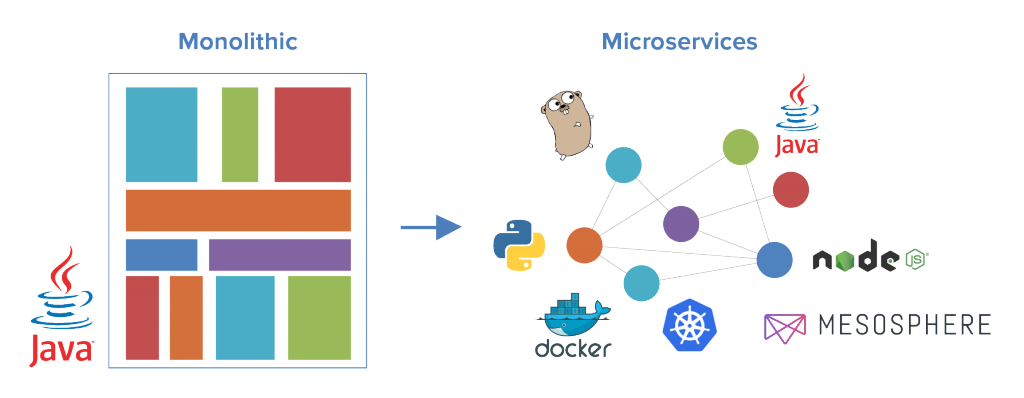 Monolithic
Microservices
Java
Java
node
JS
docker
MESOSPHERE